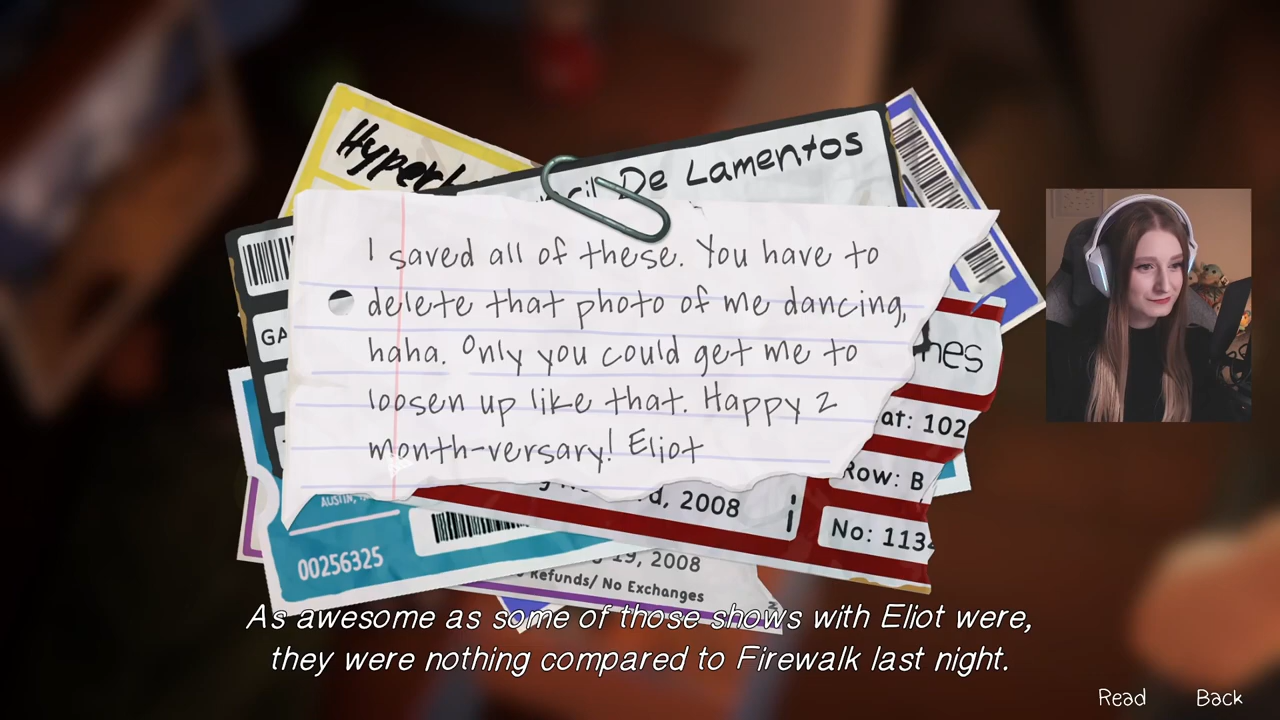 De Lamentos
I saved all of these. You have to
delete that photo of me dancing,
haha. Only you could get me to
loosen up like that. Happy 2
month-versary! Eliot
GA
nes
at: 102
Row: B
No: 1134
d, 2008
AUSTIN,
00256325
19, 2008
Refunds/ No Exchanges
As awesome as some of those shows with Eliot were,
they were nothing compared to Firewalk last night.
Read Back